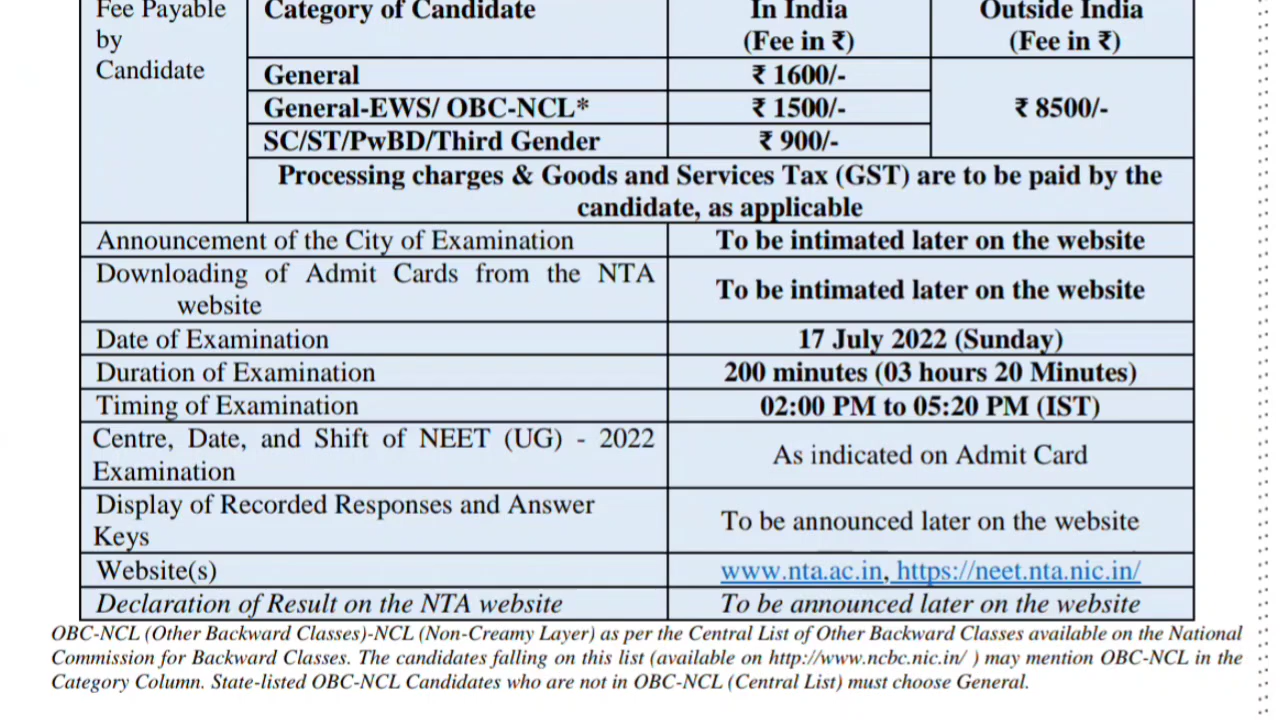 Fee Payable by Candidate
Category of Candidate
In India (Fee in ₹)
Outside India (Fee in ₹)
General
₹ 1600/-
General-EWS/ OBC-NCL*
₹ 1500/-
₹ 8500/-
SC/ST/PwBD/Third Gender
₹ 900/-
Processing charges & Goods and Services Tax (GST) are to be paid by the
candidate, as applicable
Announcement of the City of Examination
To be intimated later on the website
Downloading of Admit Cards from the NTA
website
To be intimated later on the website
Date of Examination
17 July 2022 (Sunday)
Duration of Examination
200 minutes (03 hours 20 Minutes)
Timing of Examination
02:00 PM to 05:20 PM (IST)
Centre, Date, and Shift of NEET (UG) - 2022
Examination
As indicated on Admit Card
Display of Recorded Responses and Answer
Keys
To be announced later on the website
Website(s)
www.nta.ac.in, https://neet.nta.nic.in/
Declaration of Result on the NTA website
To be announced later on the website
OBC-NCL (Other Backward Classes)-NCL (Non-Creamy Layer) as per the Central List of Other Backward Classes available on the National
Commission for Backward Classes. The candidates falling on this list (available on http://www.ncbc.nic.in/ ) may mention OBC-NCL in the
Category Column. State-listed OBC-NCL Candidates who are not in OBC-NCL (Central List) must choose General.